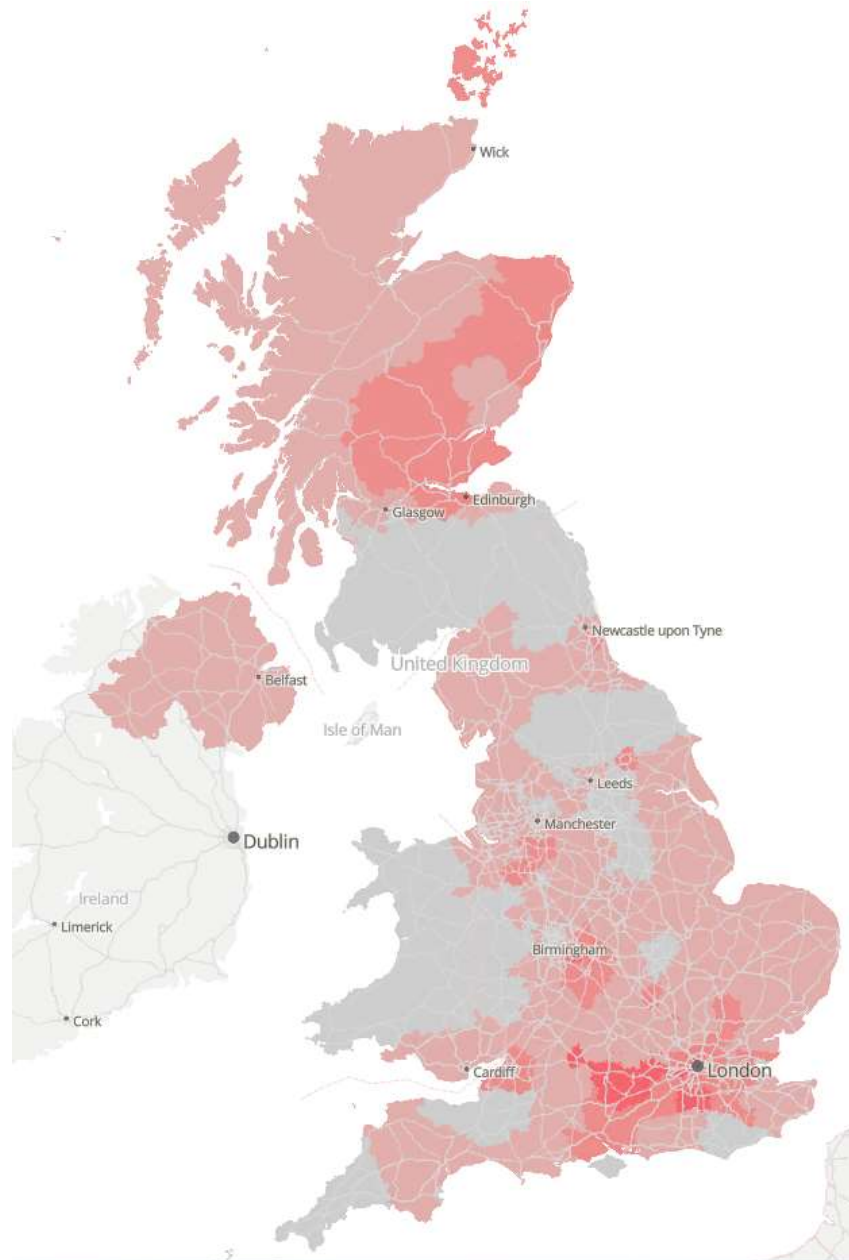 Wick
Edinburgh
Glasgow
Newcastle upon Tyne
United Kingdom
Belfast
Isle of Man
Leeds
Manchester
Dublin
Ireland
Limerick
Birmingham
Cork
Cardiff
London